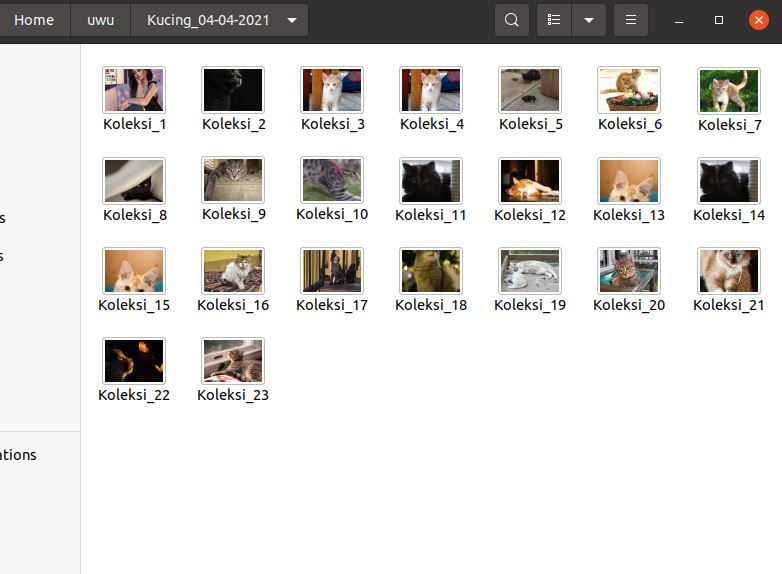 Home uwu Kucing_04-04-2021
Koleksi_1 Koleksi_2 Koleksi_3 Koleksi_4 Koleksi_5 Koleksi_6 Koleksi_7
Koleksi_8 Koleksi_9 Koleksi_10 Koleksi_11 Koleksi_12 Koleksi_13 Koleksi_14
s
s
Koleksi_15 Koleksi_16 Koleksi_17 Koleksi_18 Koleksi_19 Koleksi_20 Koleksi_21
Koleksi_22 Koleksi_23
ations